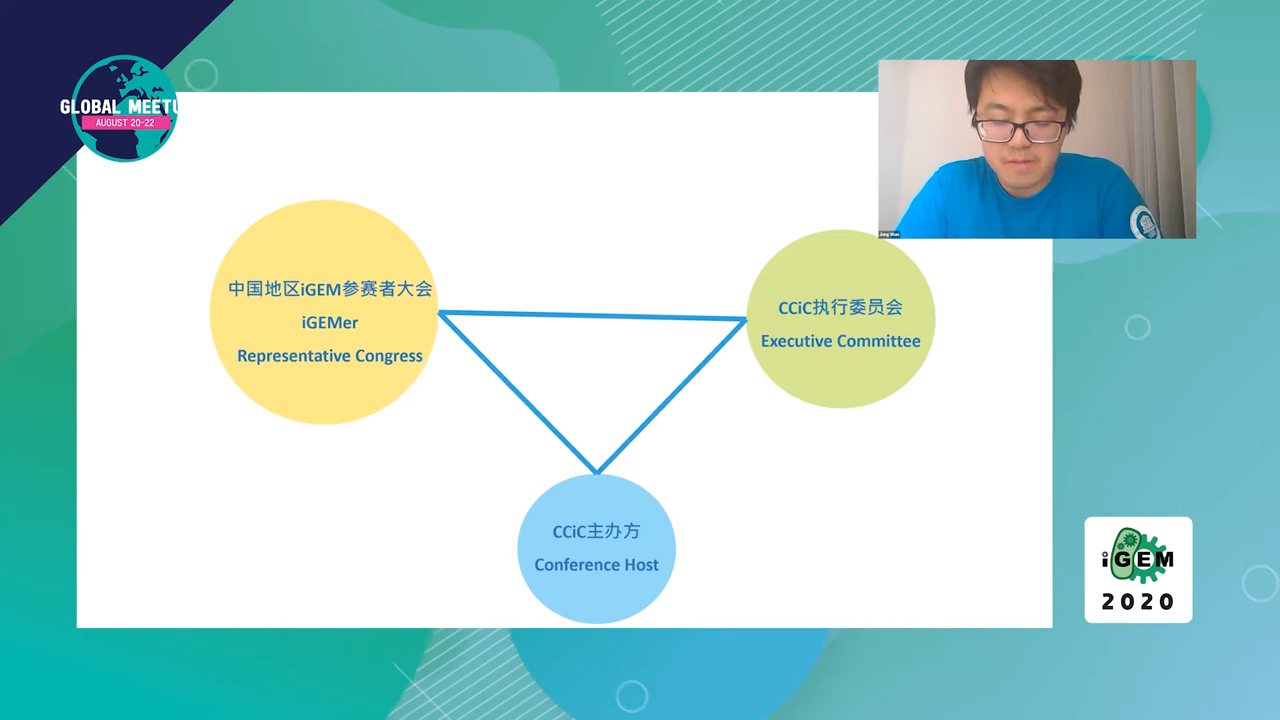 GLOBAL MEETU
AUGUST 20-22
中国地区iGEM参赛者大会
iGEMer
Representative Congress
CCiC执行委员会
Executive Committee
CCiC主办方
Conference Host
iGEM
2020